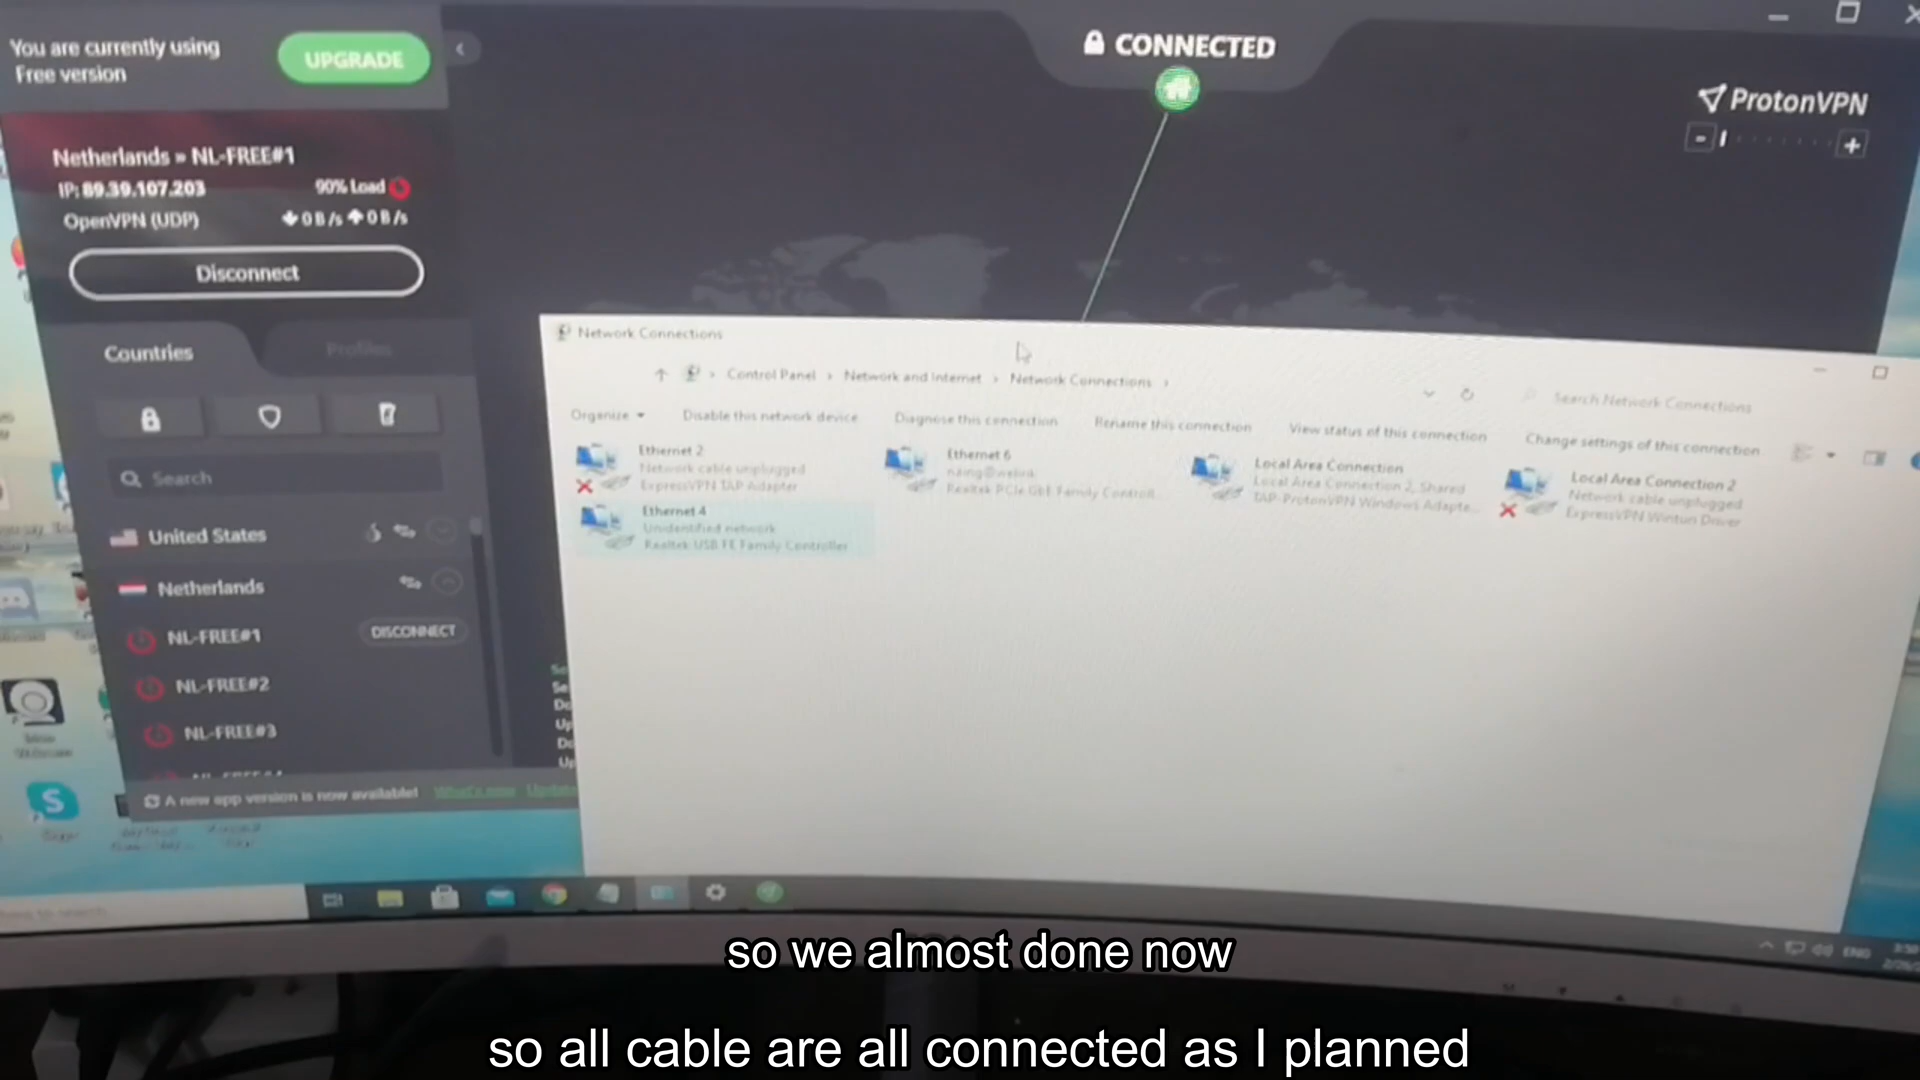 You are currently using
Free version
UPGRADE
CONNECTED
ProtonVPN
Netherlands » NL-FREE#1
IP: 89.39.107.203
90% Load
OpenVPN (UDP)
0 B/s 0 B/s
Disconnect
Countries
Profiles
Search
United States
Netherlands
NL-FREE#1
DISCONNECT
NL-FREE#2
NL-FREE#3
A new app version is now available!
Network Connections
Control Panel › Network and Internet › Network Connections ›
Search Network Connections
Organize
Disable this network device
Diagnose this connection
Rename this connection
View status of this connection
Change settings of this connection
Ethernet 2
Network cable unplugged
ExpressVPN TAP Adapter
Ethernet 6
Realtek PCIe GbE Family Controll...
Local Area Connection
Local Area Connection 2, Shared
TAP-ProtonVPN Windows Adapte...
Local Area Connection 2
Network cable unplugged
ExpressVPN Wintun Driver
Ethernet 4
Unidentified network
Realtek USB FE Family Controller
ENG
so we almost done now
so all cable are all connected as I planned